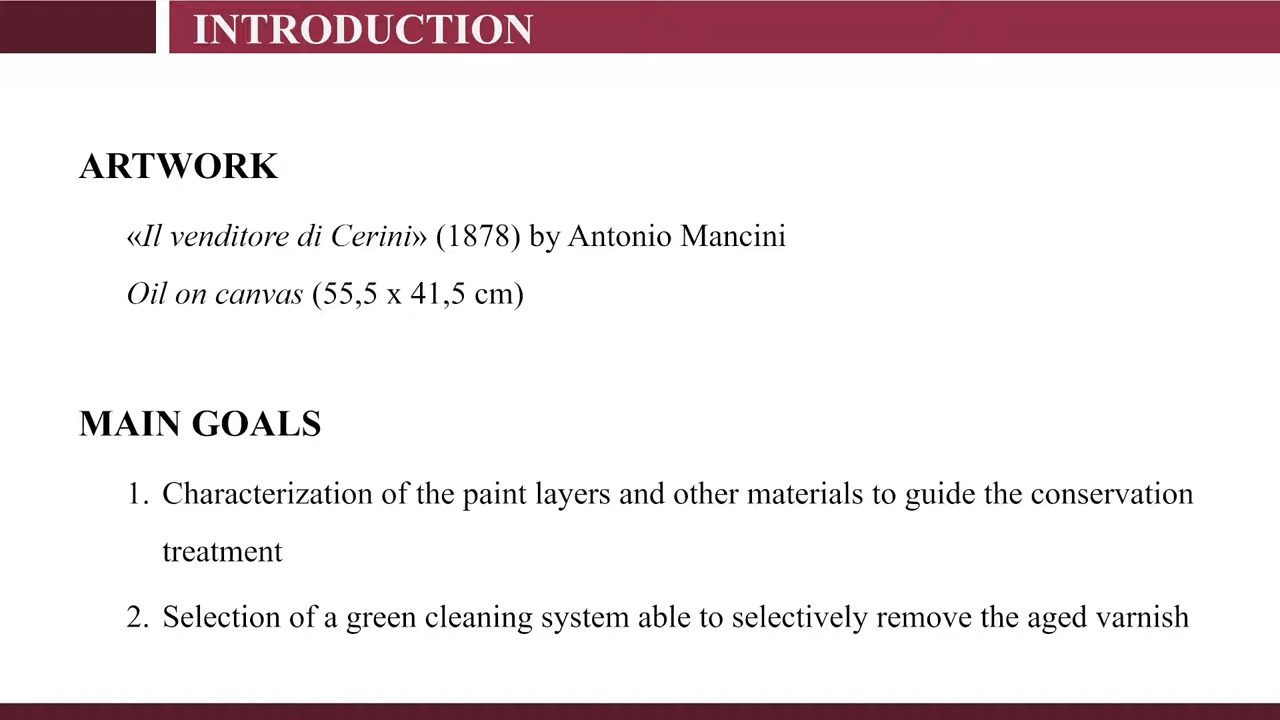 INTRODUCTION
ARTWORK
«Il venditore di Cerini» (1878) by Antonio Mancini
Oil on canvas (55,5 x 41,5 cm)
MAIN GOALS
1. Characterization of the paint layers and other materials to guide the conservation
treatment
2. Selection of a green cleaning system able to selectively remove the aged varnish